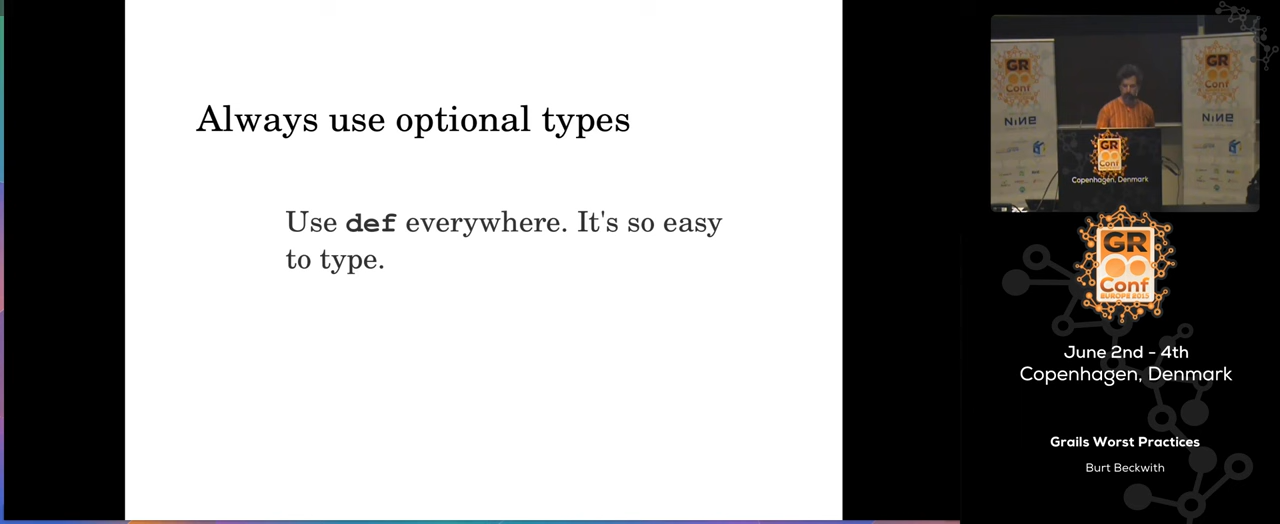 Always use optional types
Use def everywhere. It's so easy
to type.
GR
Conf
NiNE
GR
Conf
NiNE
GR
Conf
Copenhagen, Denmark
GR
Conf
EUROPE 2015
June 2nd - 4th
Copenhagen, Denmark
Grails Worst Practices
Burt Beckwith